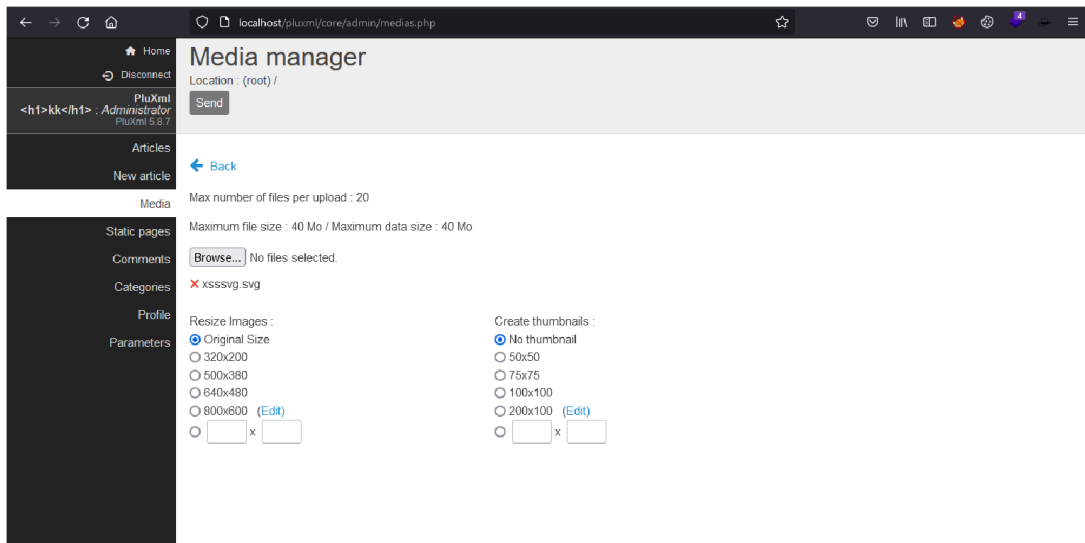 localhost/pluxml/core/admin/medias.php
4
Home
Disconnect
PluXml
<h1>kk</h1> : Administrator
PluXml 5.8.7
Articles
New article
Media
Static pages
Comments
Categories
Profile
Parameters
Media manager
Location : (root) /
Send
Back
Max number of files per upload : 20
Maximum file size : 40 Mo / Maximum data size : 40 Mo
Browse... No files selected.
xsssvg.svg
Resize Images :
Original Size
320x200
500x380
640x480
800x600 (Edit)
x
Create thumbnails :
No thumbnail
50x50
75x75
100x100
200x100 (Edit)
x